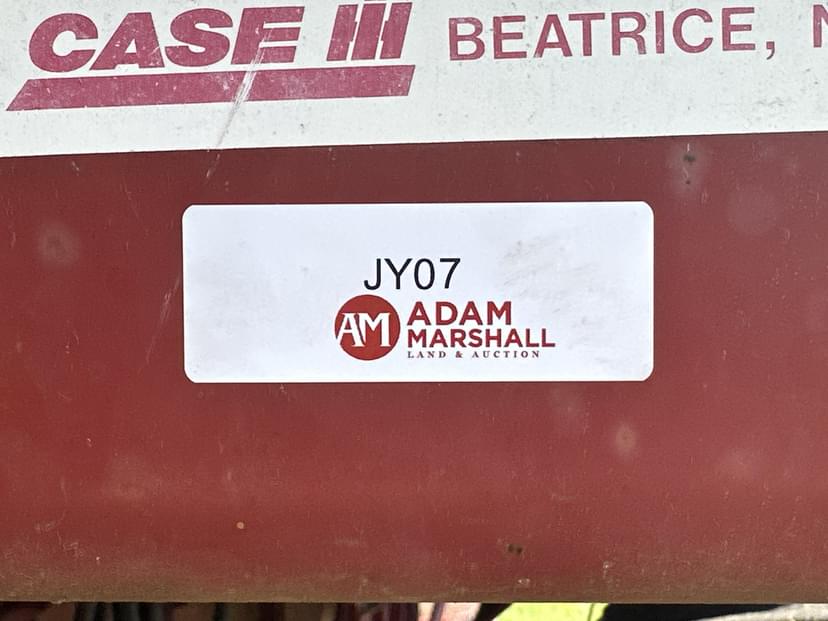 CASE IH BEATRICE, N
JY07
AM ADAM
MARSHALL
LAND & AUCTION